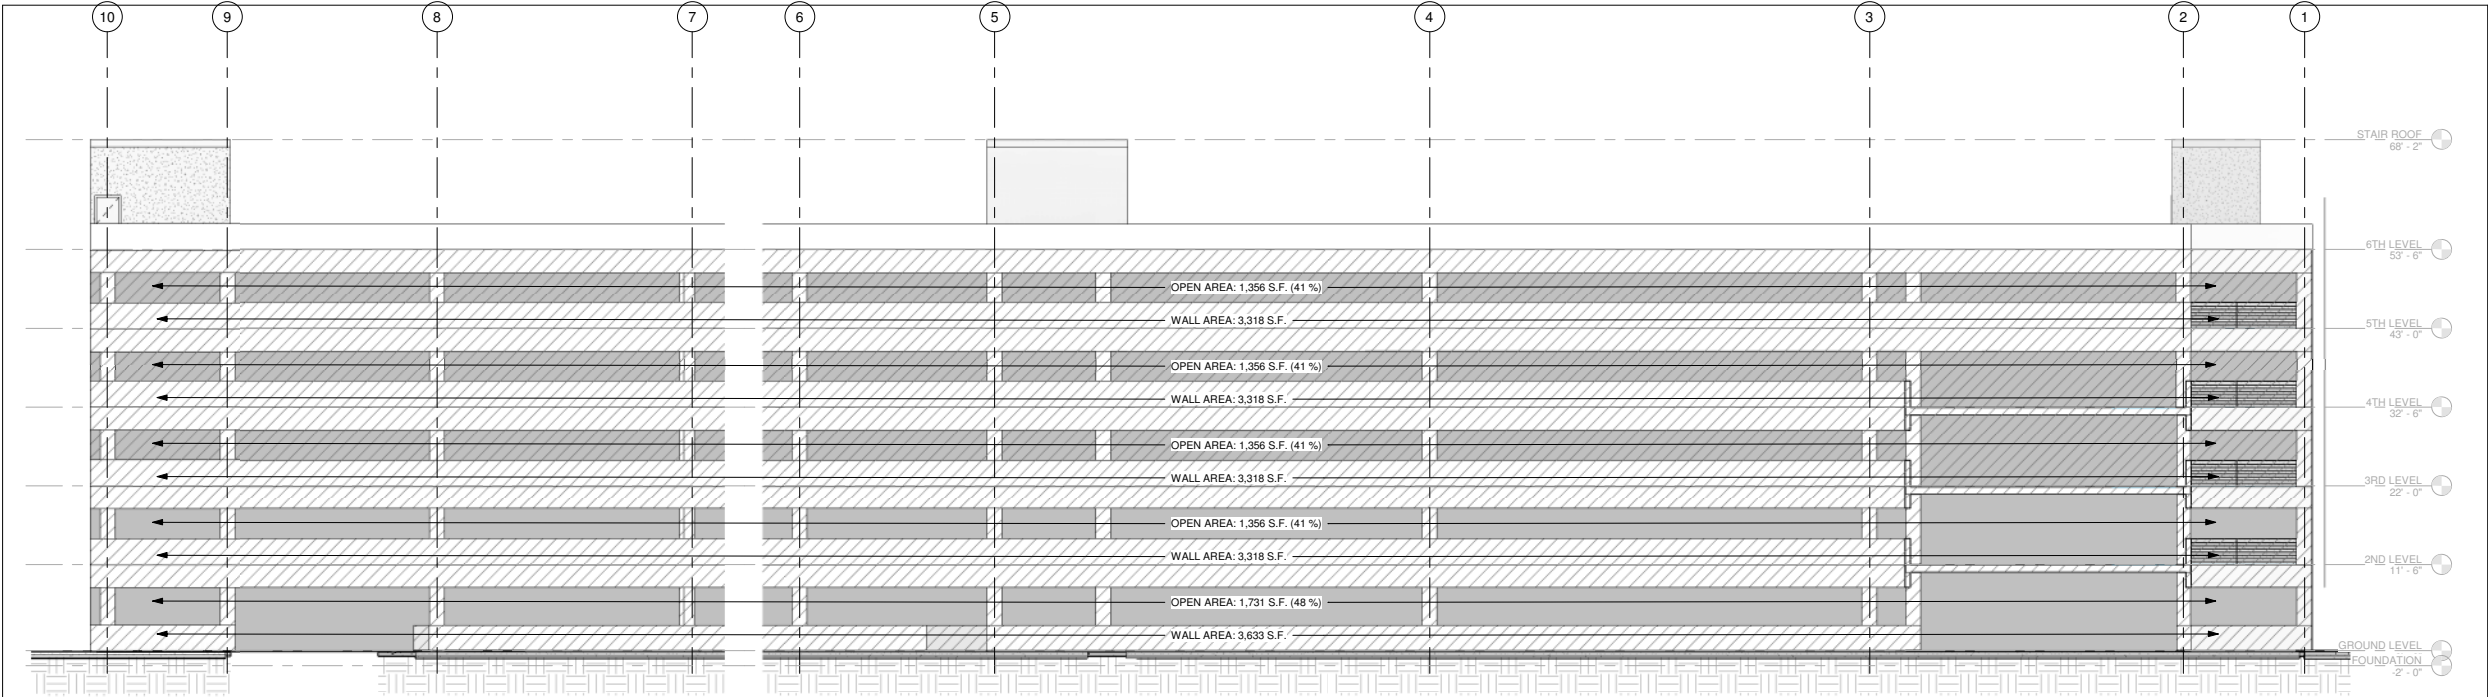 10 9 8 7 6 5 4 3 2 1
STAIR ROOF
68' - 2"
6TH LEVEL
53' - 6"
OPEN AREA: 1,356 S.F. (41 %)
WALL AREA: 3,318 S.F.
5TH LEVEL
43' - 0"
OPEN AREA: 1,356 S.F. (41 %)
WALL AREA: 3,318 S.F.
4TH LEVEL
32' - 6"
OPEN AREA: 1,356 S.F. (41 %)
WALL AREA: 3,318 S.F.
3RD LEVEL
22' - 0"
OPEN AREA: 1,356 S.F. (41 %)
WALL AREA: 3,318 S.F.
2ND LEVEL
11' - 6"
OPEN AREA: 1,731 S.F. (48 %)
WALL AREA: 3,633 S.F.
GROUND LEVEL
FOUNDATION
-2' - 0"